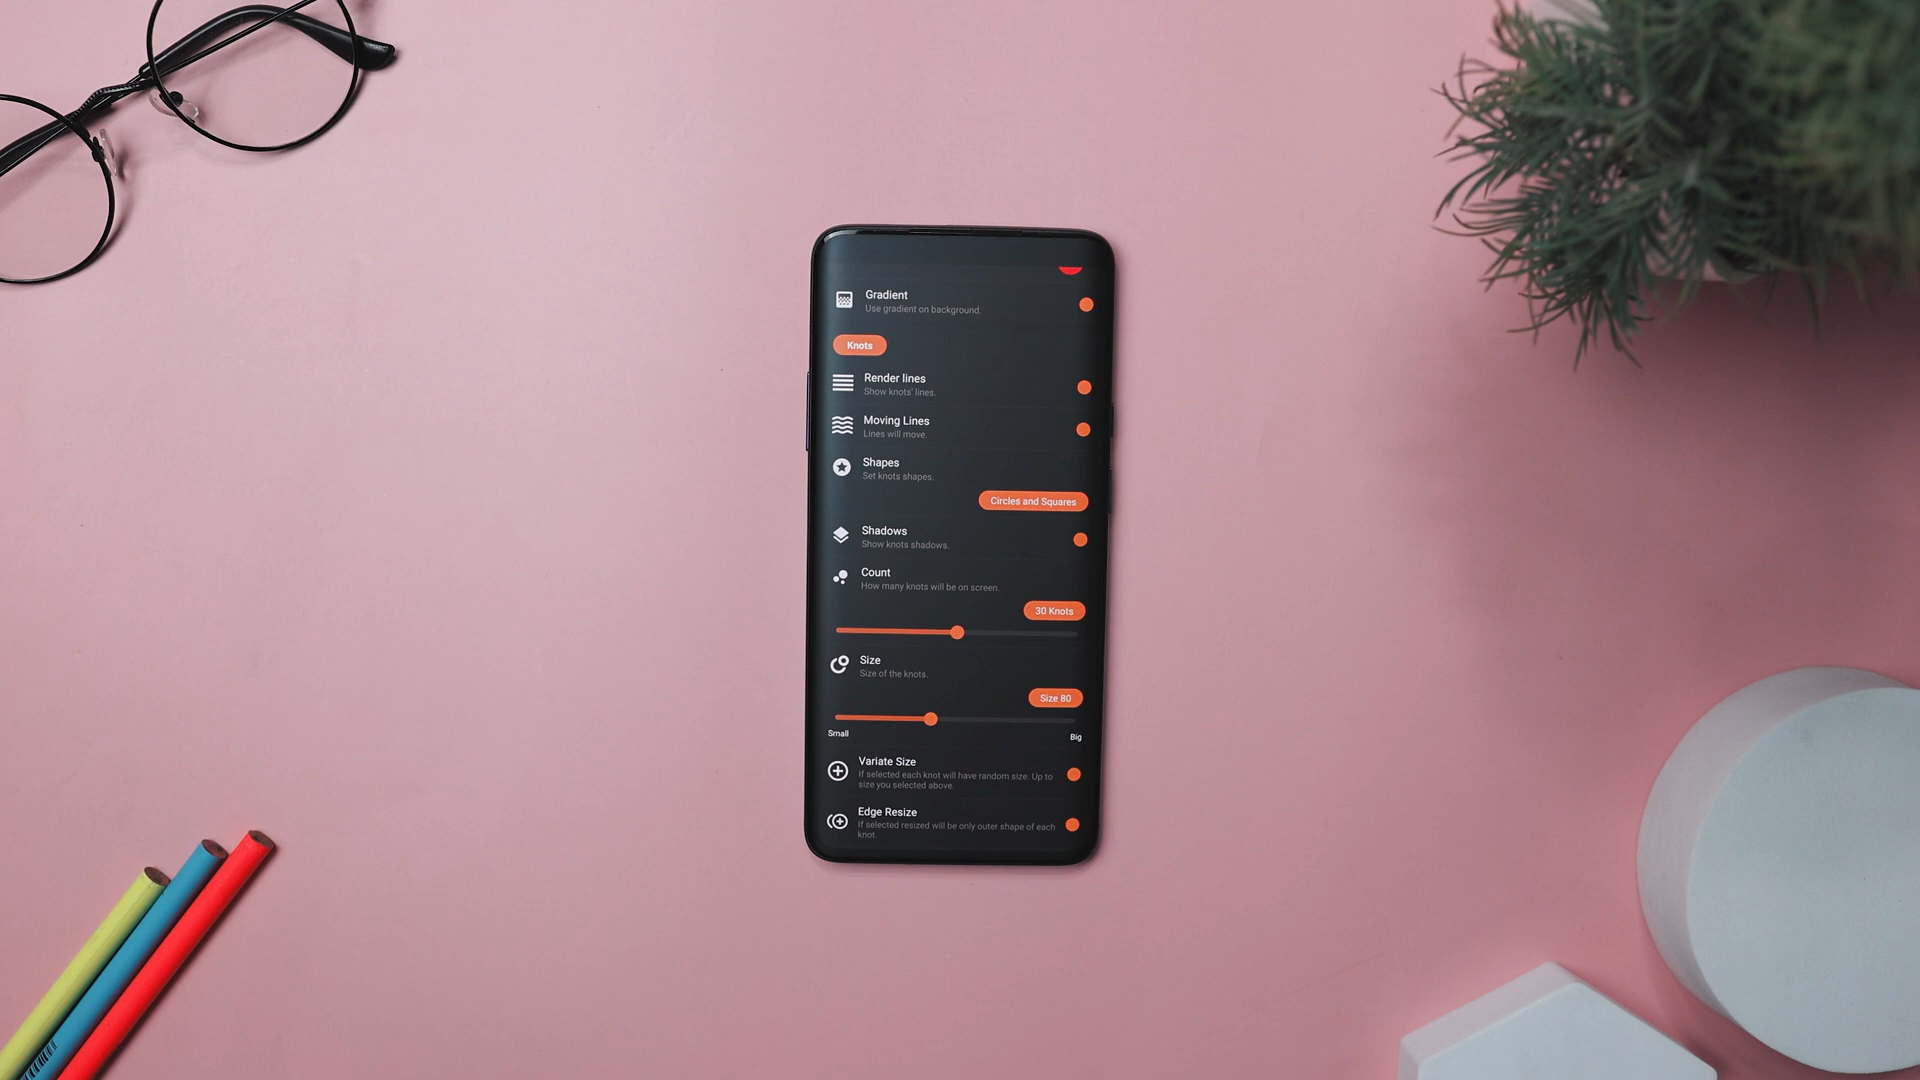 Gradient
Use gradient on background.
Knots
Render lines
Show knots' lines.
Moving Lines
Lines will move.
Shapes
Set knots shapes.
Circles and Squares
Shadows
Show knots shadows.
Count
How many knots will be on screen.
30 Knots
Size
Size of the knots.
Size 80
Small Big
Variate Size
If selected each knot will have random size. Up to
size you selected above.
Edge Resize
If selected resized will be only outer shape of each
knot.